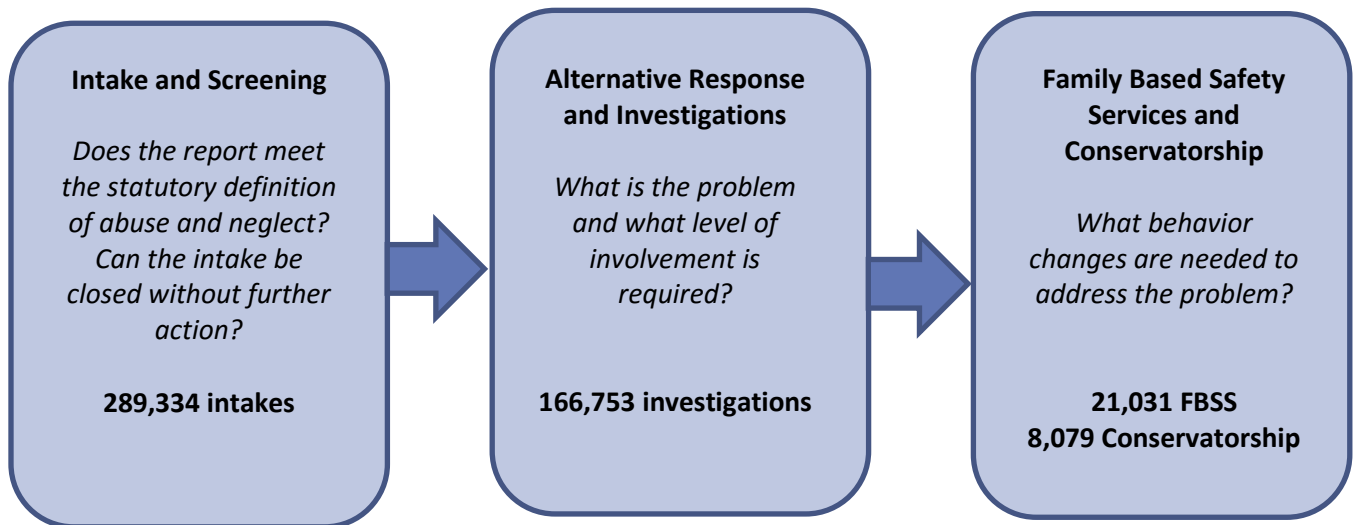 Intake and Screening
Does the report meet
the statutory definition
of abuse and neglect?
Can the intake be
closed without further
action?
289,334 intakes
Alternative Response
and Investigations
What is the problem
and what level of
involvement is
required?
166,753 investigations
Family Based Safety
Services and
Conservatorship
What behavior
changes are needed to
address the problem?
21,031 FBSS
8,079 Conservatorship